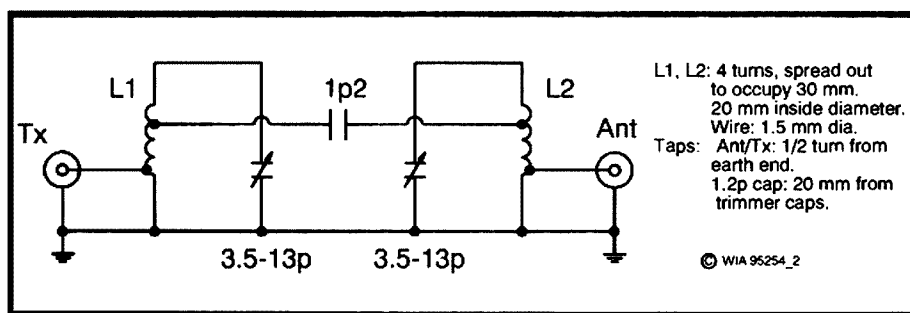 L1
1p2
L2
Tx
Ant
3.5-13p
3.5-13p
L1, L2: 4 turns, spread out
to occupy 30 mm.
20 mm inside diameter.
Wire: 1.5 mm dia.
Taps: Ant/Tx: 1/2 turn from
earth end.
1.2p cap: 20 mm from
trimmer caps.
© WIA 95254_2